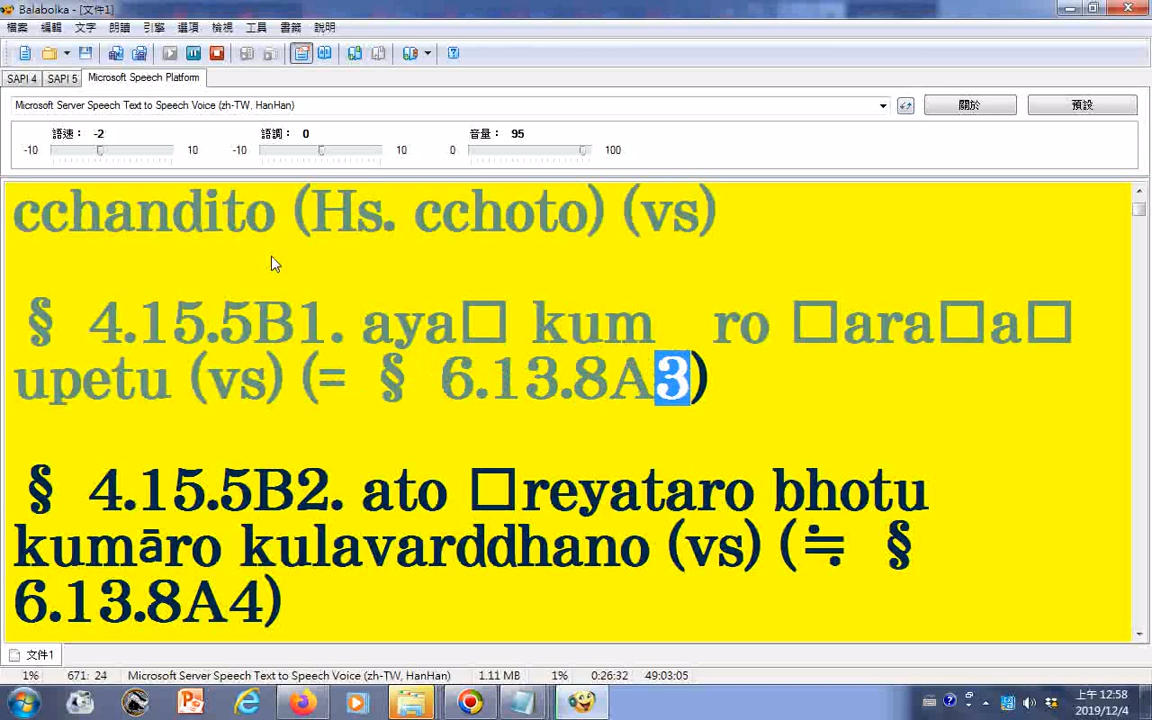 Balabolka - [文件1]
檔案 編輯 文字 朗讀 引擎 選項 檢視 工具 書籤 說明
SAPI 4 SAPI 5 Microsoft Speech Platform
Microsoft Server Speech Text to Speech Voice (zh-TW, HanHan) 關於 預設
語速： -2 語調： 0 音量： 95
-10 10 -10 10 0 100
cchandito (Hs. cchoto) (vs)
§ 4.15.5B1. aya□ kum ro □ara□a□
upetu (vs) (= § 6.13.8A3)
§ 4.15.5B2. ato □reyataro bhotu
kumāro kulavarddhano (vs) (≒ §
6.13.8A4)
文件1
1% 671: 24 Microsoft Server Speech Text to Speech Voice (zh-TW, HanHan) 1.11 MB 1% 0:26:32 49:03:05
上午 12:58
2019/12/4